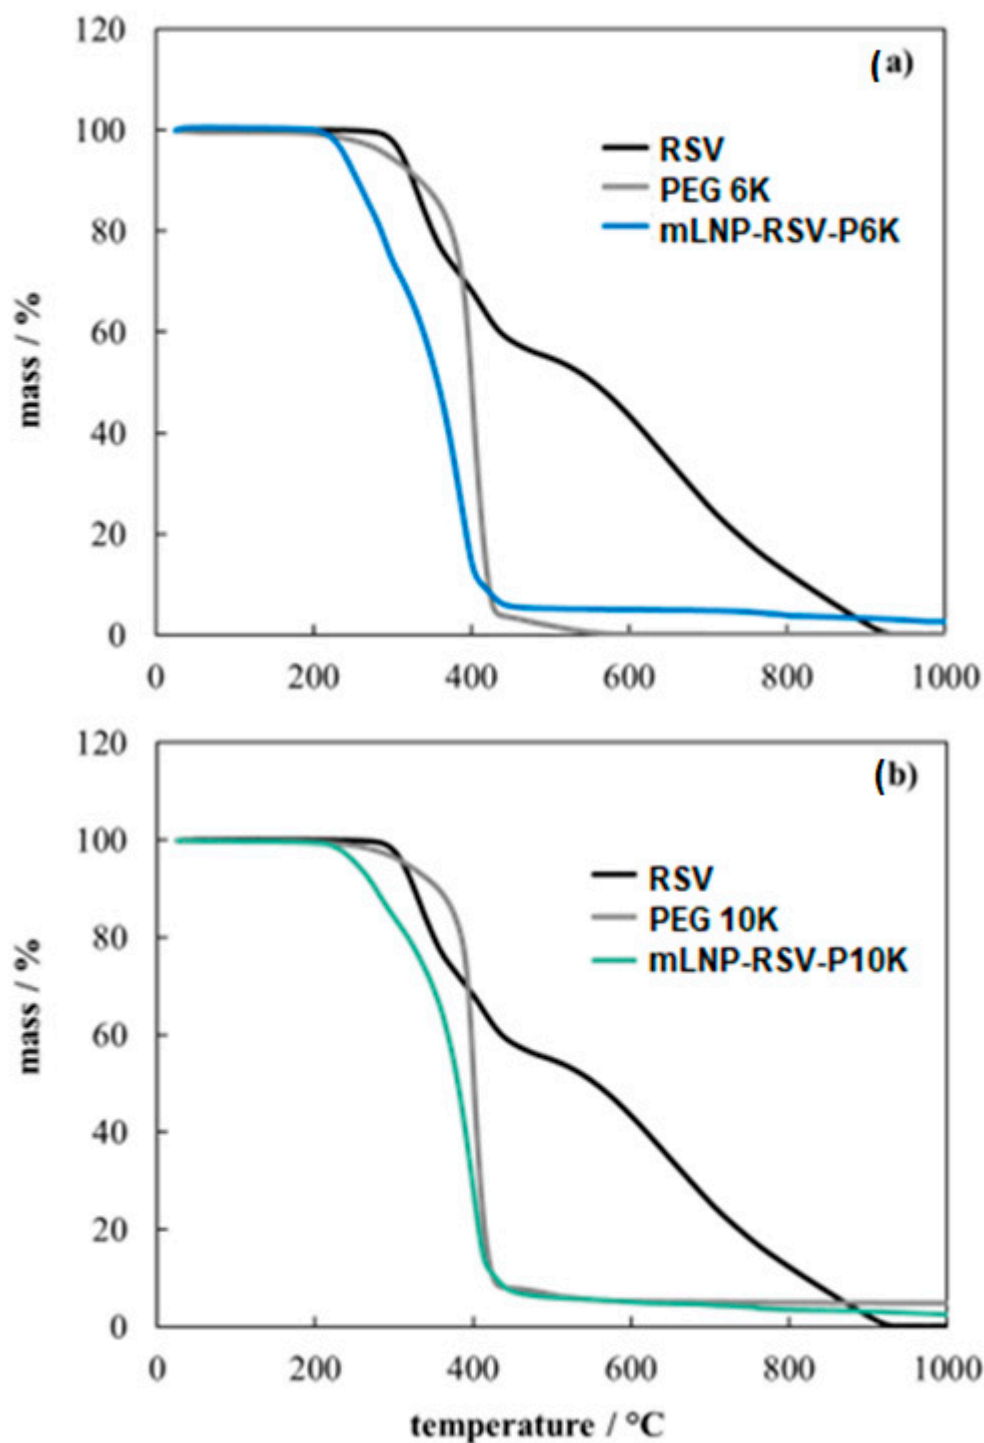 120
(a)
100
RSV
PEG 6K
mLNP-RSV-P6K
80
60
mass / %
40
20
0
0 200 400 600 800 1000
120
(b)
100
RSV
PEG 10K
mLNP-RSV-P10K
80
60
mass / %
40
20
0
0 200 400 600 800 1000
temperature / °C